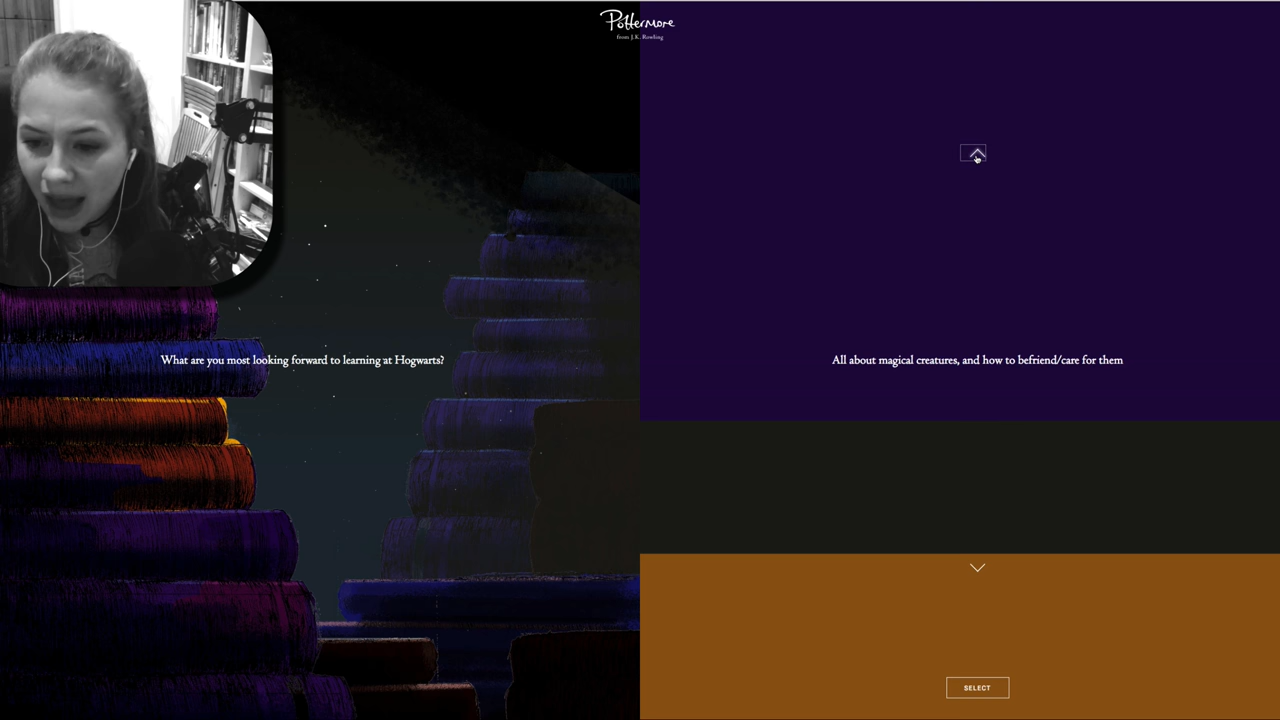 Pottermore
from J.K. Rowling
What are you most looking forward to learning at Hogwarts?
All about magical creatures, and how to befriend/care for them
SELECT